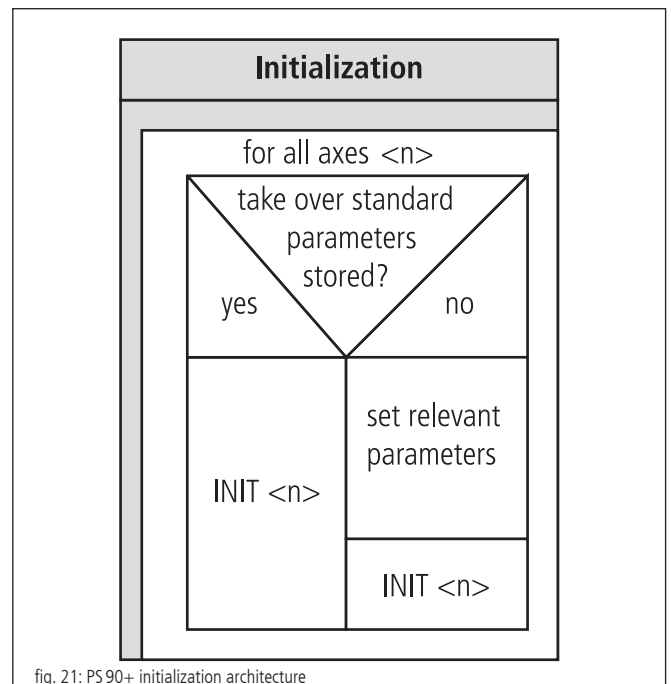 Initialization
for all axes <n>
take over standard
parameters
stored?
yes
no
set relevant
parameters
INIT <n>
INIT <n>
fig. 21: PS 90+ initialization architecture